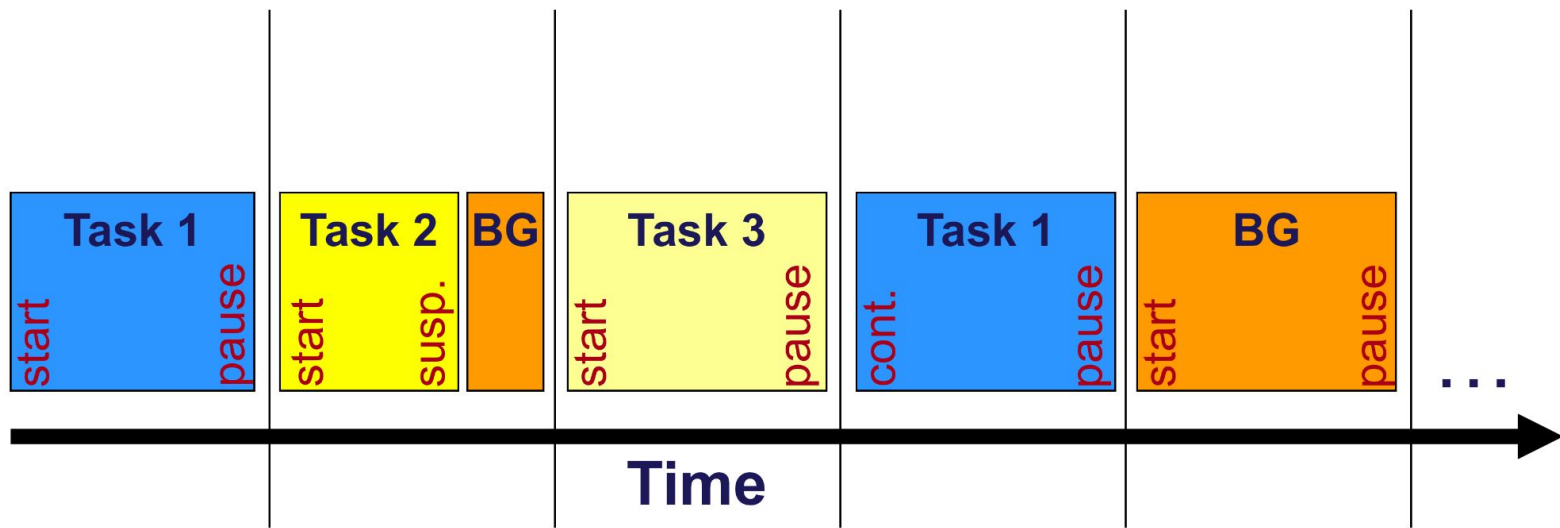 Task 1
start
pause
Task 2
start
susp.
BG
Task 3
start
pause
Task 1
cont.
pause
BG
start
pause
...
Time